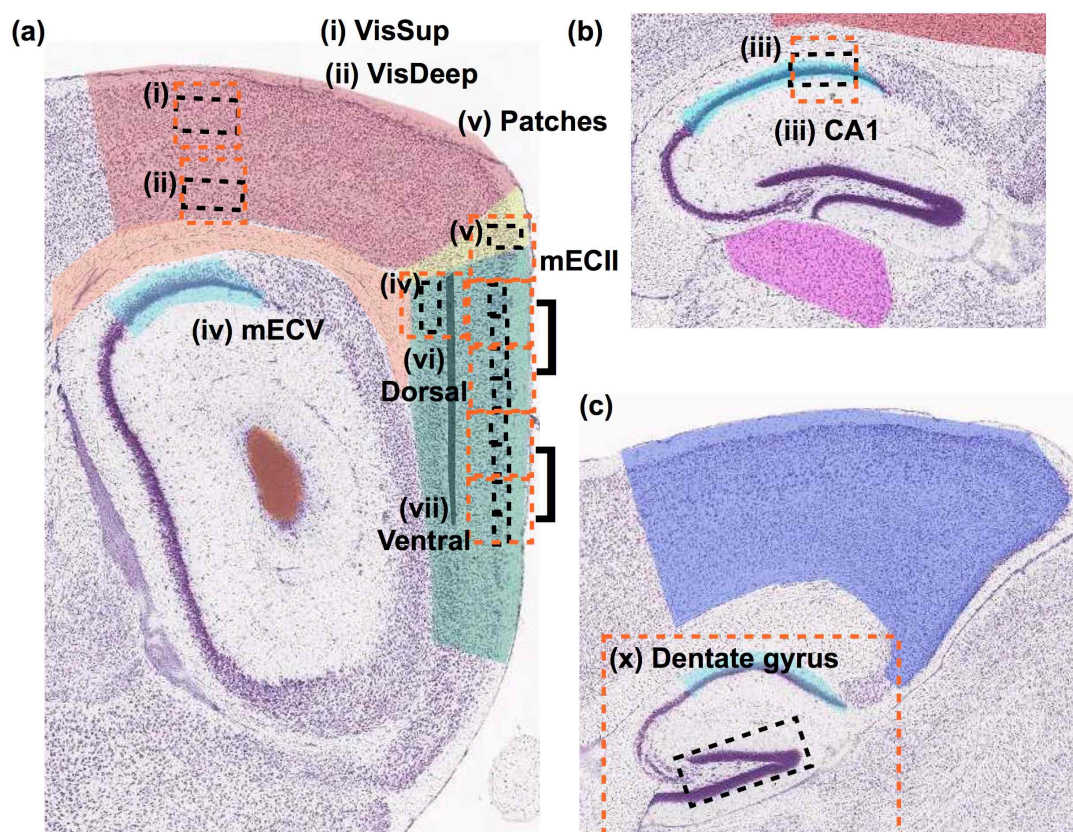 (a)
(i) VisSup
(ii) VisDeep
(i)
(v) Patches
(ii)
(v)
mECII
(iv)
(iv) mECV
(vi)
Dorsal
(vii)
Ventral
(b)
(iii)
(iii) CA1
(c)
(x) Dentate gyrus